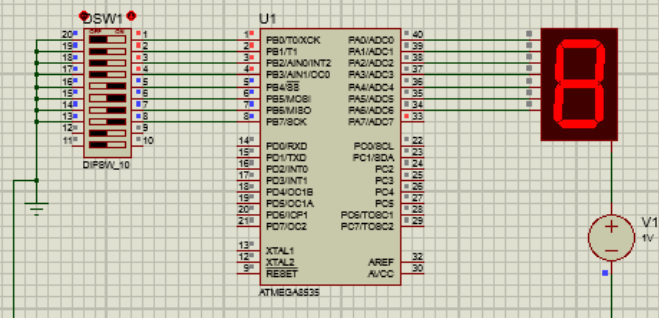 DSW1
OFF ON
20 1
19 2
18 3
17 4
16 5
15 6
14 7
13 8
12 9
11 10
DIPSW_10
U1
1 PB0/T0/XCK PA0/ADC0 40
2 PB1/T1 PA1/ADC1 39
3 PB2/AIN0/INT2 PA2/ADC2 38
4 PB3/AIN1/OC0 PA3/ADC3 37
5 PB4/SS PA4/ADC4 36
6 PB5/MOSI PA5/ADC5 35
7 PB6/MISO PA6/ADC6 34
8 PB7/SCK PA7/ADC7 33
14 PD0/RXD PC0/SCL 22
15 PD1/TXD PC1/SDA 23
16 PD2/INT0 PC2 24
17 PD3/INT1 PC3 25
18 PD4/OC1B PC4 26
19 PD5/OC1A PC5 27
20 PD6/ICP1 PC6/TOSC1 28
21 PD7/OC2 PC7/TOSC2 29
13 XTAL1
12 XTAL2 AREF 32
9 RESET AVCC 30
ATMEGA8535
8
V1
1V